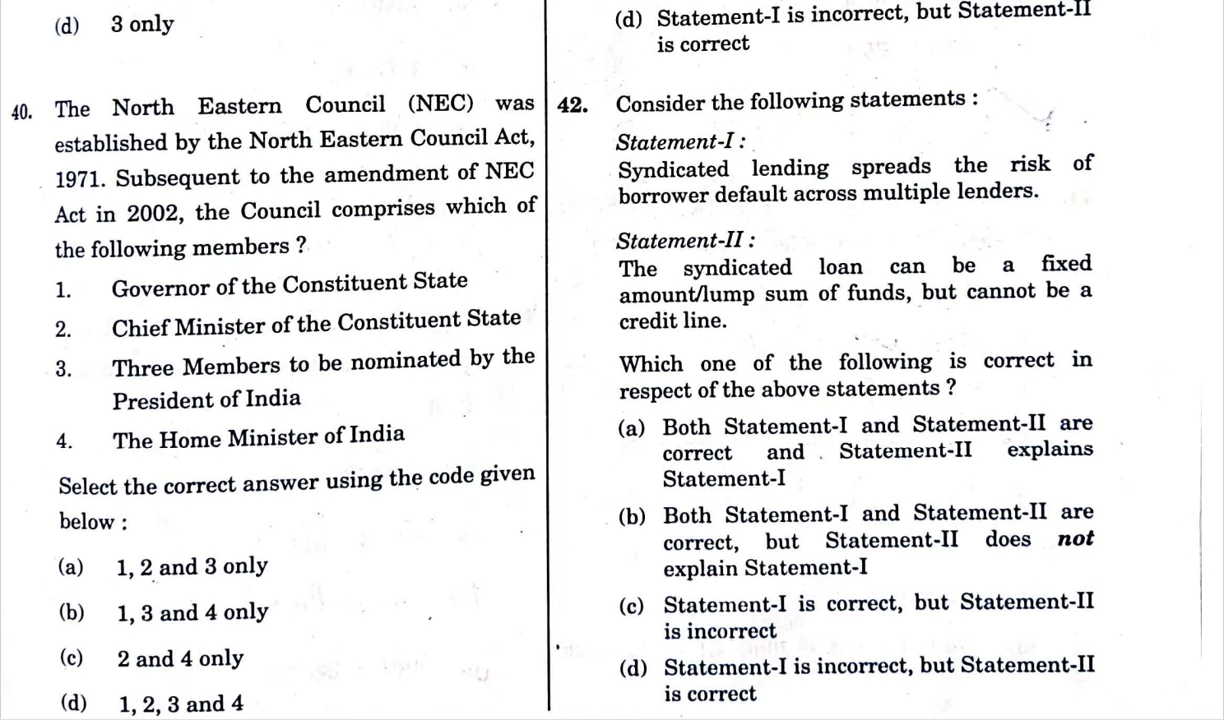 (d) 3 only
40. The North Eastern Council (NEC) was
established by the North Eastern Council Act,
1971. Subsequent to the amendment of NEC
Act in 2002, the Council comprises which of
the following members ?
1. Governor of the Constituent State
2. Chief Minister of the Constituent State
3. Three Members to be nominated by the
President of India
4. The Home Minister of India
Select the correct answer using the code given
below :
(a) 1, 2 and 3 only
(b) 1, 3 and 4 only
(c) 2 and 4 only
(d) 1, 2, 3 and 4
(d) Statement-I is incorrect, but Statement-II
is correct
42. Consider the following statements :
Statement-I :
Syndicated lending spreads the risk of
borrower default across multiple lenders.
Statement-II :
The syndicated loan can be a fixed
amount/lump sum of funds, but cannot be a
credit line.
Which one of the following is correct in
respect of the above statements ?
(a) Both Statement-I and Statement-II are
correct and Statement-II explains
Statement-I
(b) Both Statement-I and Statement-II are
correct, but Statement-II does not
explain Statement-I
(c) Statement-I is correct, but Statement-II
is incorrect
(d) Statement-I is incorrect, but Statement-II
is correct